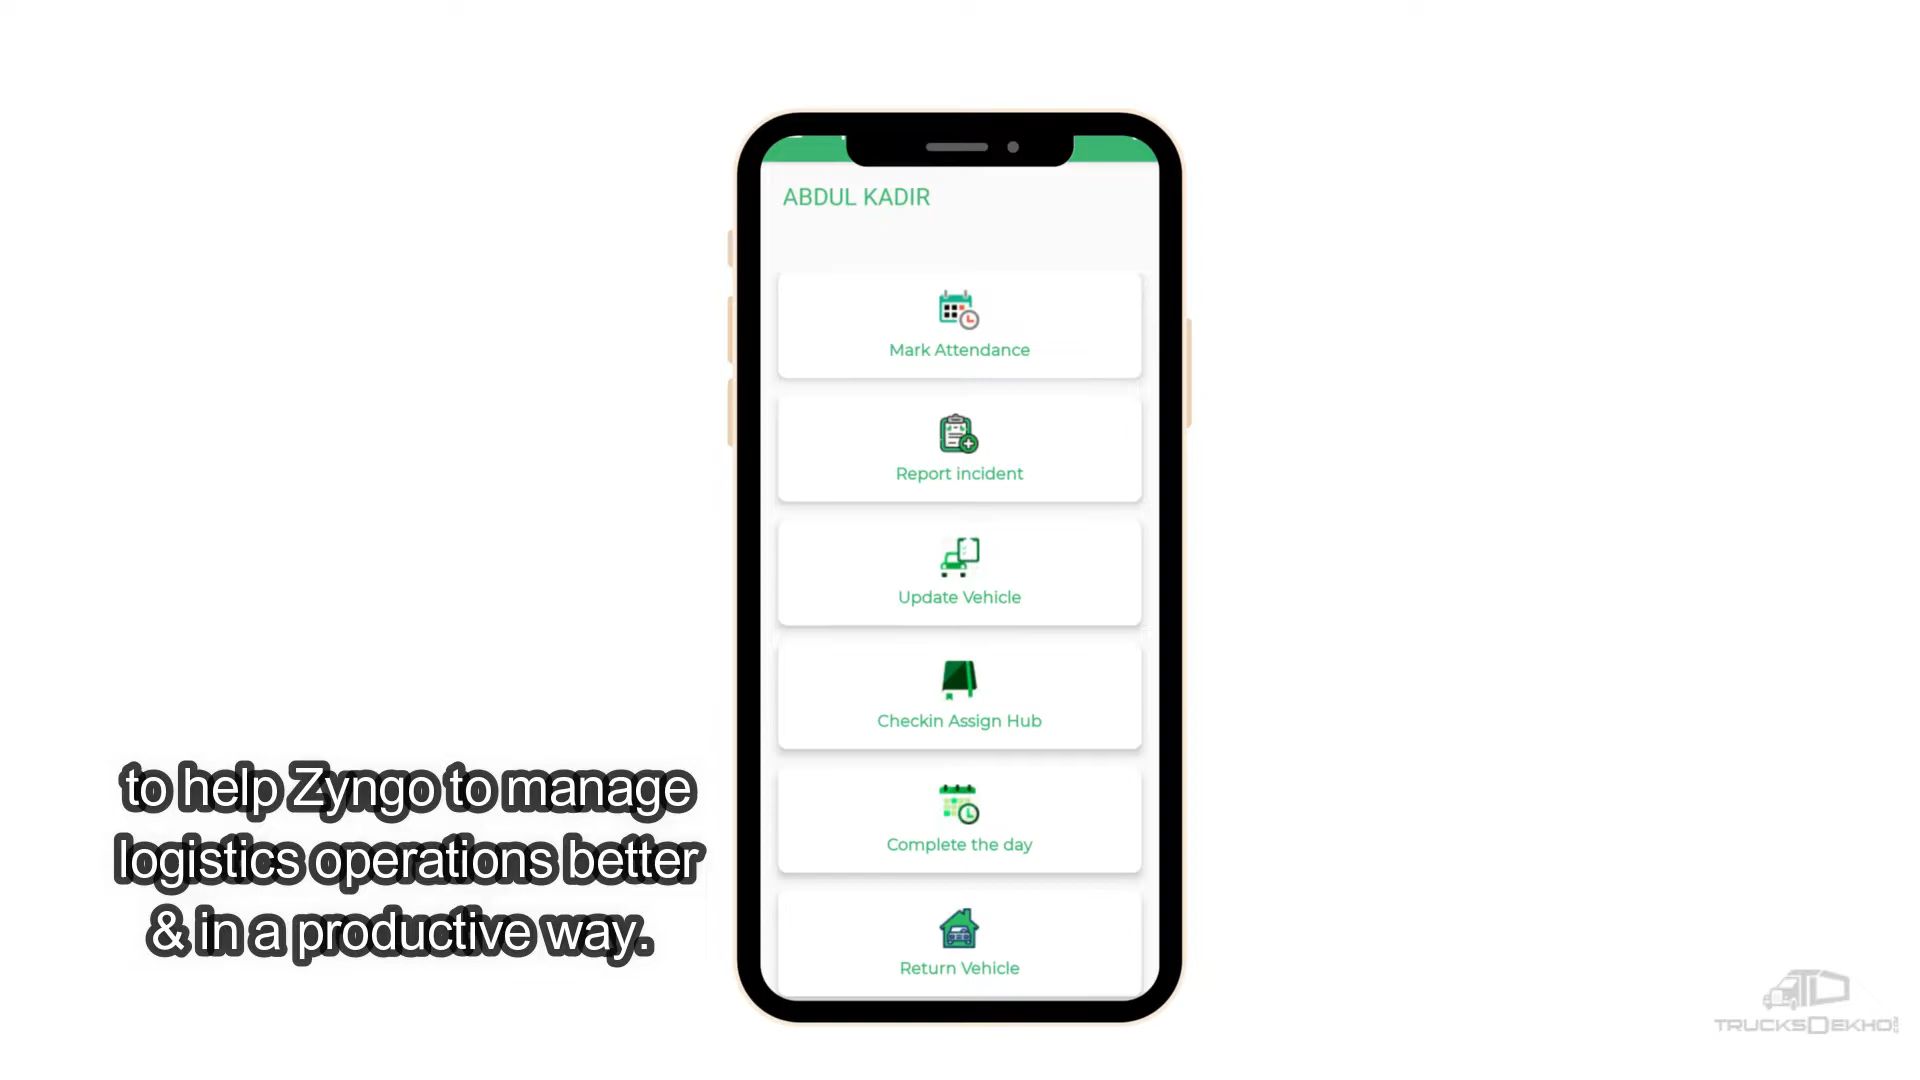 ABDUL KADIR
Mark Attendance
Report incident
Update Vehicle
Checkin Assign Hub
Complete the day
Return Vehicle
to help Zyngo to manage
logistics operations better
& in a productive way.
TRUCKSDEKHO.COM